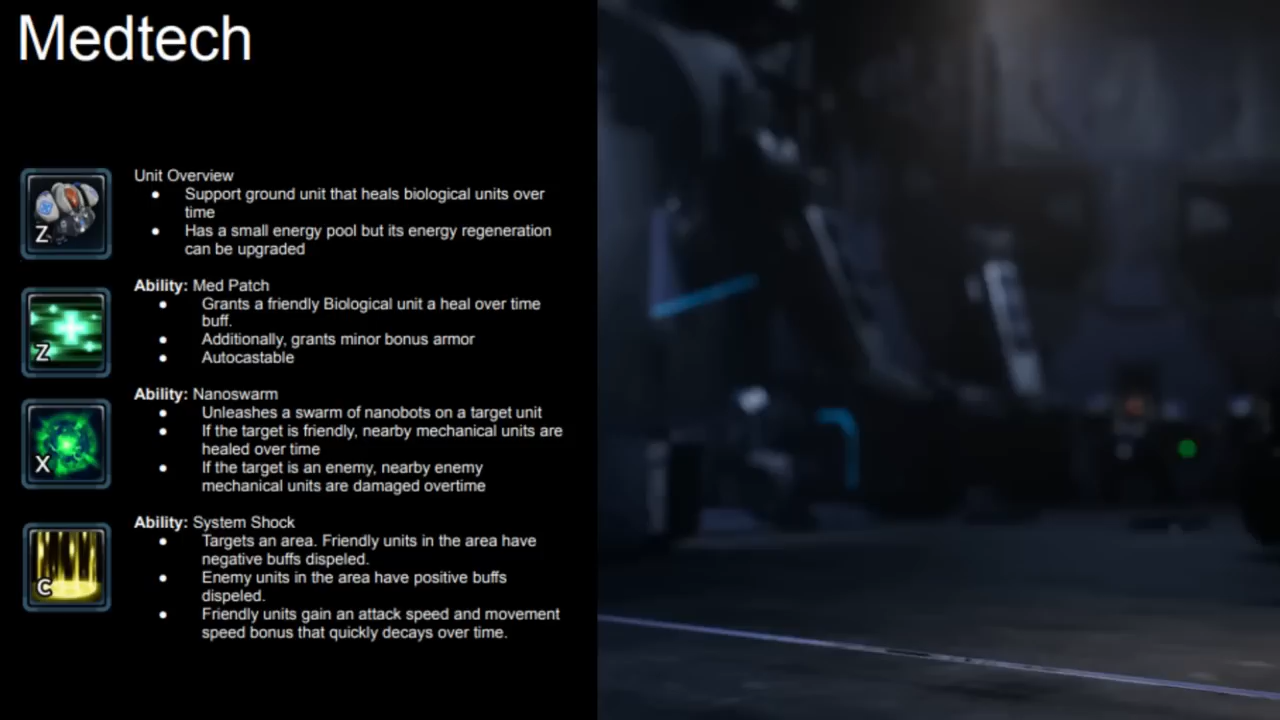 Medtech
Unit Overview
● Support ground unit that heals biological units over
time
● Has a small energy pool but its energy regeneration
can be upgraded
Z
Ability: Med Patch
● Grants a friendly Biological unit a heal over time
buff.
● Additionally, grants minor bonus armor
● Autocastable
Z
Ability: Nanoswarm
● Unleashes a swarm of nanobots on a target unit
● If the target is friendly, nearby mechanical units are
healed over time
● If the target is an enemy, nearby enemy
mechanical units are damaged overtime
X
Ability: System Shock
● Targets an area. Friendly units in the area have
negative buffs dispeled.
● Enemy units in the area have positive buffs
dispeled.
● Friendly units gain an attack speed and movement
speed bonus that quickly decays over time.
C